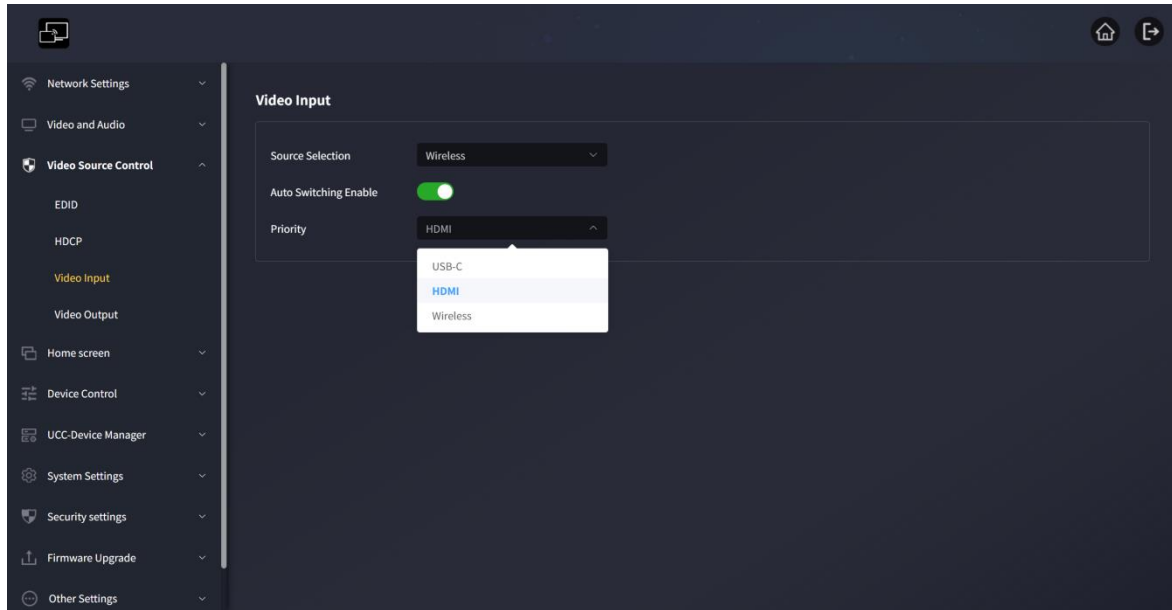 Network Settings
Video and Audio
Video Source Control
EDID
HDCP
Video Input
Video Output
Home screen
Device Control
UCC-Device Manager
System Settings
Security settings
Firmware Upgrade
Other Settings
Video Input
Source Selection Wireless
Auto Switching Enable
Priority HDMI
USB-C
HDMI
Wireless